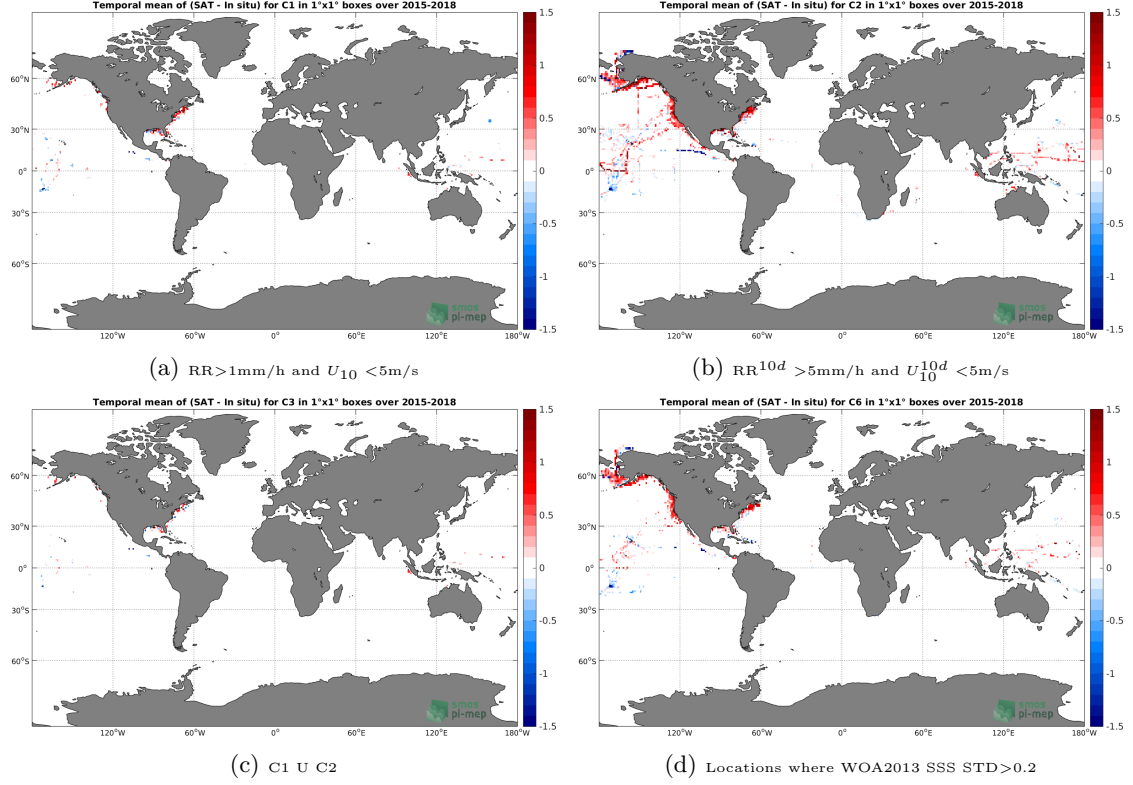 Temporal mean of (SAT - In situ) for C1 in 1°x1° boxes over 2015-2018
1.5
1
0.5
0
-0.5
-1
-1.5
60°N
30°N
0°
30°S
60°S
120°W
60°W
0°
60°E
120°E
180°W
smos
pi-mep
(a) RR>1mm/h and U10 <5m/s
Temporal mean of (SAT - In situ) for C2 in 1°x1° boxes over 2015-2018
1.5
1
0.5
0
-0.5
-1
-1.5
60°N
30°N
0°
30°S
60°S
120°W
60°W
0°
60°E
120°E
180°W
smos
pi-mep
(b) RR10d >5mm/h and U10d10 <5m/s
Temporal mean of (SAT - In situ) for C3 in 1°x1° boxes over 2015-2018
1.5
1
0.5
0
-0.5
-1
-1.5
60°N
30°N
0°
30°S
60°S
120°W
60°W
0°
60°E
120°E
180°W
smos
pi-mep
(c) C1 U C2
Temporal mean of (SAT - In situ) for C6 in 1°x1° boxes over 2015-2018
1.5
1
0.5
0
-0.5
-1
-1.5
60°N
30°N
0°
30°S
60°S
120°W
60°W
0°
60°E
120°E
180°W
smos
pi-mep
(d) Locations where WOA2013 SSS STD>0.2